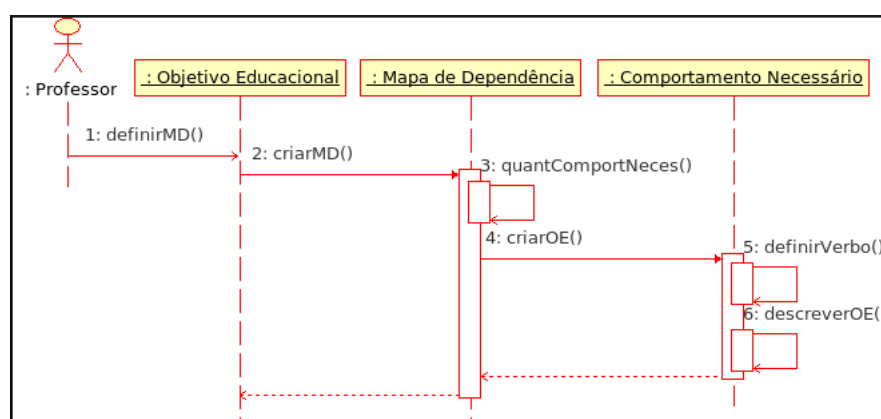 : Professor
: Objetivo Educacional
: Mapa de Dependência
: Comportamento Necessário
1: definirMD()
2: criarMD()
3: quantComportNeces()
4: criarOE()
5: definirVerbo()
6: descreverOE(